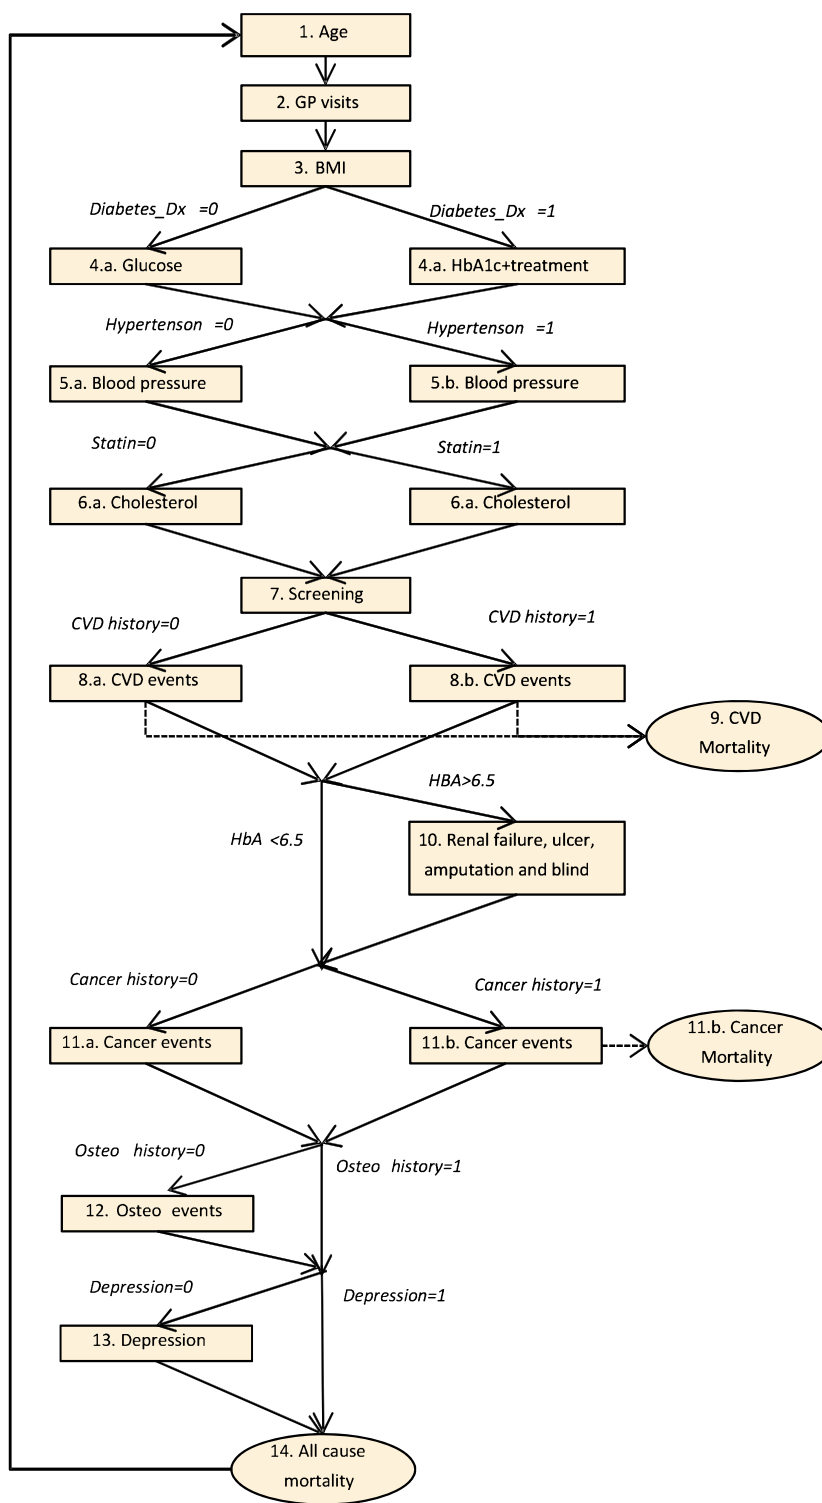 1. Age
2. GP visits
3. BMI
Diabetes_Dx =0
Diabetes_Dx =1
4.a. Glucose
4.a. HbA1c+treatment
Hypertenson =0
Hypertenson =1
5.a. Blood pressure
5.b. Blood pressure
Statin=0
Statin=1
6.a. Cholesterol
6.a. Cholesterol
7. Screening
CVD history=0
CVD history=1
8.a. CVD events
8.b. CVD events
9. CVD
Mortality
HBA>6.5
HbA <6.5
10. Renal failure, ulcer,
amputation and blind
Cancer history=0
Cancer history=1
11.a. Cancer events
11.b. Cancer events
11.b. Cancer
Mortality
Osteo history=0
Osteo history=1
12. Osteo events
Depression=0
Depression=1
13. Depression
14. All cause
mortality